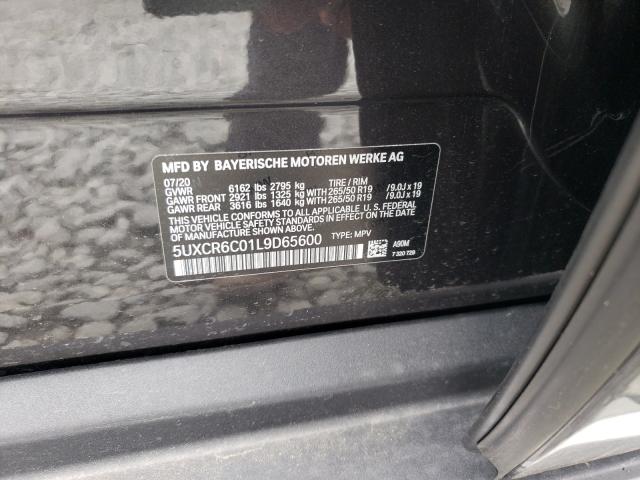 MFD BY BAYERISCHE MOTOREN WERKE AG
07/20
GVWR 6162 lbs 2795 kg TIRE / RIM
GAWR FRONT 2921 lbs 1325 kg WITH 265/50 R19 / 9.0J x 19
GAWR REAR 3616 lbs 1640 kg WITH 265/50 R19 / 9.0J x 19
THIS VEHICLE CONFORMS TO ALL APPLICABLE U. S. FEDERAL
MOTOR VEHICLE SAFETY STANDARDS IN EFFECT ON THE DATE OF
MANUFACTURE SHOWN ABOVE.
5UXCR6C01L9D65600 TYPE: MPV
A90M
7 320 729